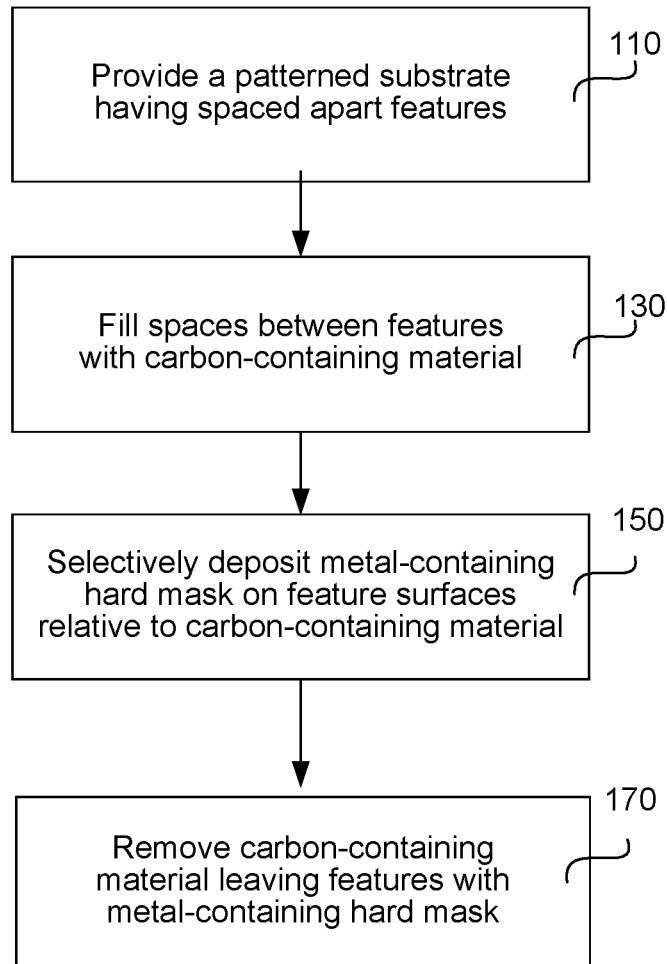 110
Provide a patterned substrate
having spaced apart features
130
Fill spaces between features
with carbon-containing material
150
Selectively deposit metal-containing
hard mask on feature surfaces
relative to carbon-containing material
170
Remove carbon-containing
material leaving features with
metal-containing hard mask